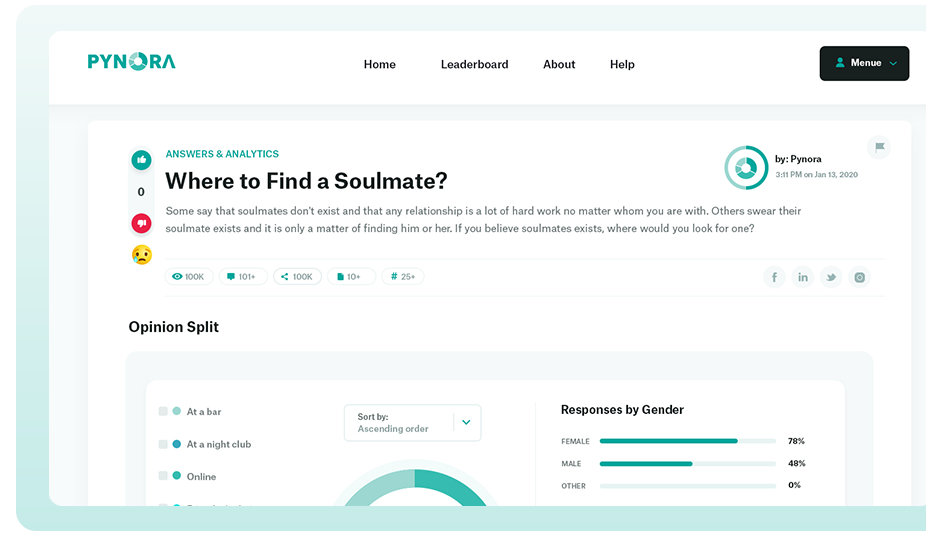 PYNORA
Home Leaderboard About Help
Menue
ANSWERS & ANALYTICS
Where to Find a Soulmate?
by: Pynora
3:11 PM on Jan 13, 2020
0
Some say that soulmates don't exist and that any relationship is a lot of hard work no matter whom you are with. Others swear their
soulmate exists and it is only a matter of finding him or her. If you believe soulmates exists, where would you look for one?
100K 101+ 100K 10+ # 25+
Opinion Split
At a bar
At a night club
Online
Sort by:
Ascending order
Responses by Gender
FEMALE 78%
MALE 48%
OTHER 0%